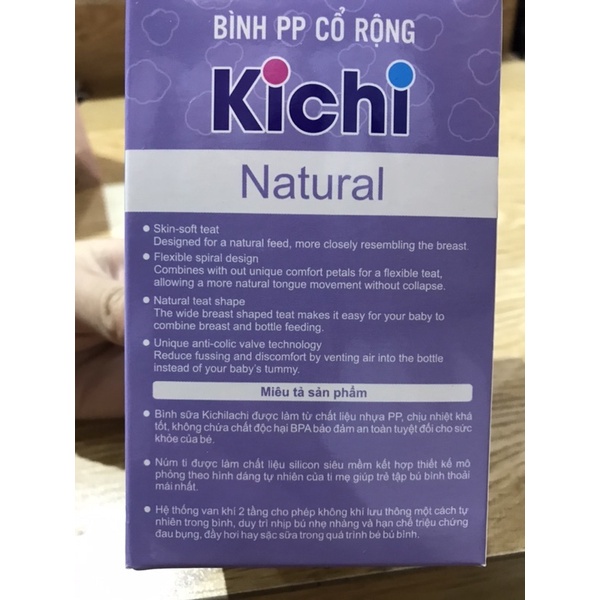 BÌNH PP CỔ RỘNG
Kichi
Natural
Skin-soft teat
Designed for a natural feed, more closely resembling the breast.
Flexible spiral design
Combines with out unique comfort petals for a flexible teat,
allowing a more natural tongue movement without collapse.
Natural teat shape
The wide breast shaped teat makes it easy for your baby to
combine breast and bottle feeding.
Unique anti-colic valve technology
Reduce fussing and discomfort by venting air into the bottle
instead of your baby's tummy.
Miêu tả sản phẩm
Bình sữa Kichilachi được làm từ chất liệu nhựa PP, chịu nhiệt khá
tốt, không chứa chất độc hại BPA bảo đảm an toàn tuyệt đối cho sức
khỏe của bé.
Núm ti được làm chất liệu silicon siêu mềm kết hợp thiết kế mô
phỏng theo hình dáng tự nhiên của ti mẹ giúp trẻ tập bú bình thoải
mái nhất.
Hệ thống van khí 2 tầng cho phép không khí lưu thông một cách tự
nhiên trong bình, duy trì nhịp bú nhẹ nhàng và hạn chế triệu chứng
đau bụng, đầy hơi hay sặc sữa trong quá trình bé bú bình.